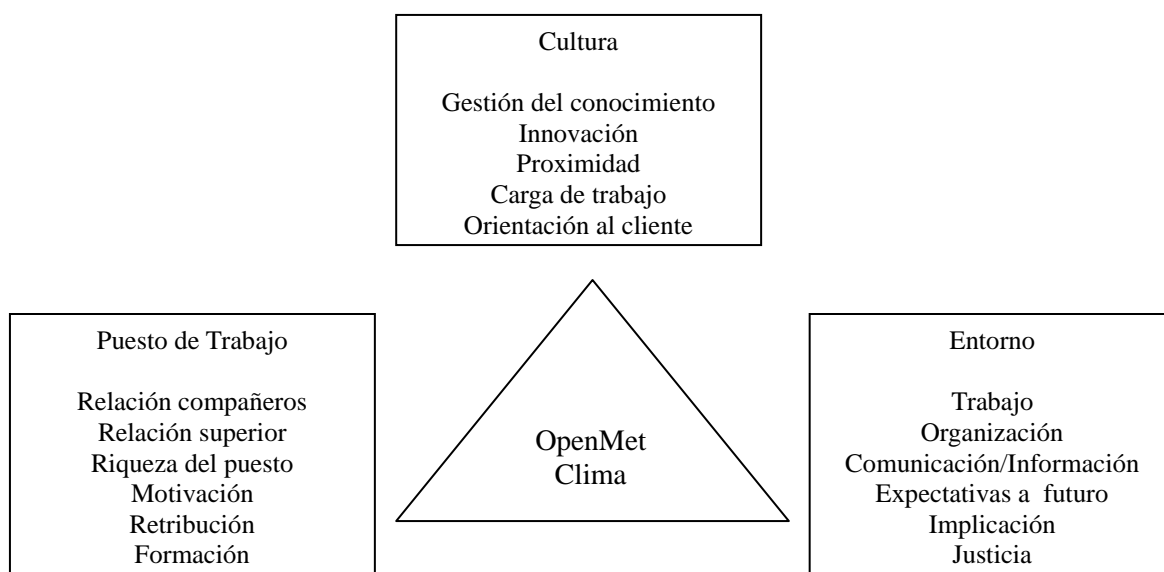 Cultura
Gestión del conocimiento
Innovación
Proximidad
Carga de trabajo
Orientación al cliente
Puesto de Trabajo
Relación compañeros
Relación superior
Riqueza del puesto
Motivación
Retribución
Formación
OpenMet
Clima
Entorno
Trabajo
Organización
Comunicación/Información
Expectativas a futuro
Implicación
Justicia